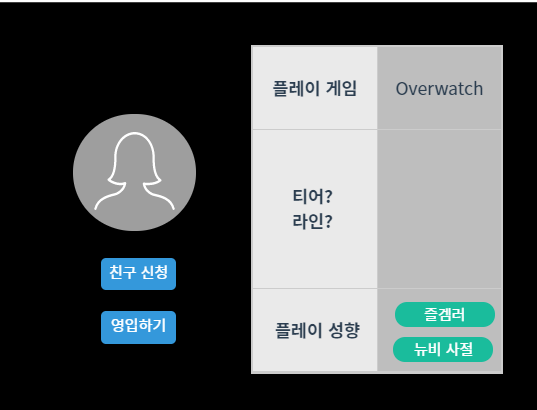 플레이 게임
Overwatch
티어?
라인?
친구 신청
영입하기
플레이 성향
즐겜러
뉴비 사절